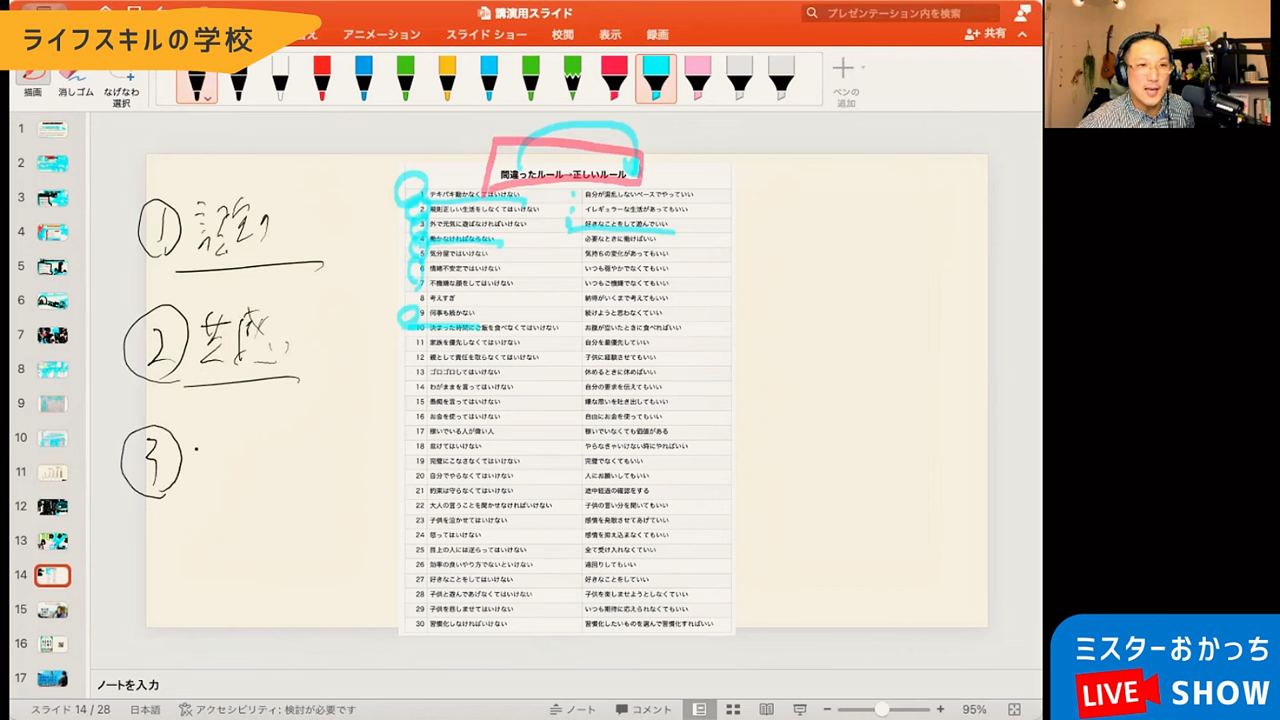 ライフスキルの学校
講演用スライド
プレゼンテーション内を検索
アニメーション
スライド ショー
校閲
表示
録画
共有
描画
消しゴム
なげなわ
選択
ペンの
追加
1
2
3
4
5
6
7
8
9
10
11
12
13
14
15
16
17
①認め
②共感
③
間違ったルール→正しいルール
1 テキパキ動かなくてはいけない 自分が混乱しないペースでやっていい
2 規則正しい生活をしなくてはいけない イレギュラーな生活があってもいい
3 外で元気に遊ばなければいけない 好きなことをして遊んでいい
4 働かなければならない 必要なときに働けばいい
5 気分屋ではいけない 気持ちの変化があってもいい
6 情緒不安定ではいけない いつも穏やかでなくてもいい
7 不機嫌な顔をしてはいけない いつもご機嫌でなくてもいい
8 考えすぎ 納得がいくまで考えてもいい
9 何事も続かない 続けようと思わなくていい
10 決まった時間にご飯を食べなくてはいけない お腹が空いたときに食べればいい
11 家族を優先しなくてはいけない 自分を最優先していい
12 親として責任を取らなくてはいけない 子供に経験させてもいい
13 ゴロゴロしてはいけない 休めるときに休めばいい
14 わがままを言ってはいけない 自分の要求を伝えてもいい
15 愚痴を言ってはいけない 嫌な思いを吐き出してもいい
16 お金を使ってはいけない 自由にお金を使ってもいい
17 稼いでいる人が偉い人 稼いでいなくても価値がある
18 怠けてはいけない やらなきゃいけない時にやればいい
19 完璧にこなさなくてはいけない 完璧でなくてもいい
20 自分でやらなくてはいけない 人にお願いしてもいい
21 約束は守らなくてはいけない 途中経過の確認をする
22 大人の言うことを聞かせなければいけない 子供の言い分を聞いてもいい
23 子供を泣かせてはいけない 感情を発散させてあげていい
24 怒ってはいけない 感情を抑え込まなくてもいい
25 目上の人には逆らってはいけない 全て受け入れなくていい
26 効率の良いやり方でないといけない 遠回りしてもいい
27 好きなことをしてはいけない 好きなことをしていい
28 子供と遊んであげなくてはいけない 子供を楽しませようとしなくていい
29 子供を悲しませてはいけない いつも期待に応えられなくてもいい
30 習慣化しなければいけない 習慣化したいものを選んで習慣化すればいい
ノートを入力
スライド 14 / 28
日本語
アクセシビリティ: 検討が必要です
ノート
コメント
95%
ミスターおかっち
LIVE SHOW